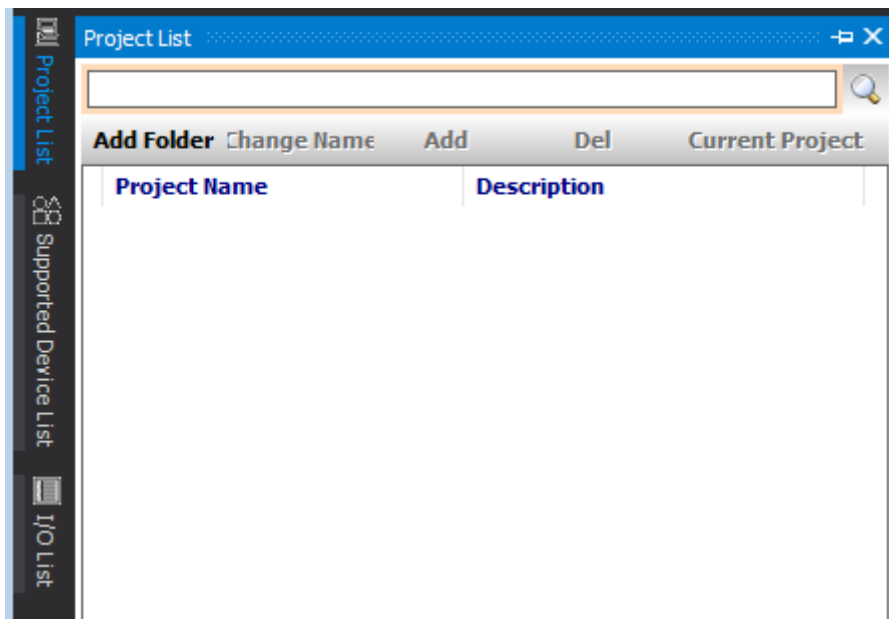 Project List
Supported Device List
I/O List
Project List
Add Folder Change Name Add Del Current Project
Project Name Description